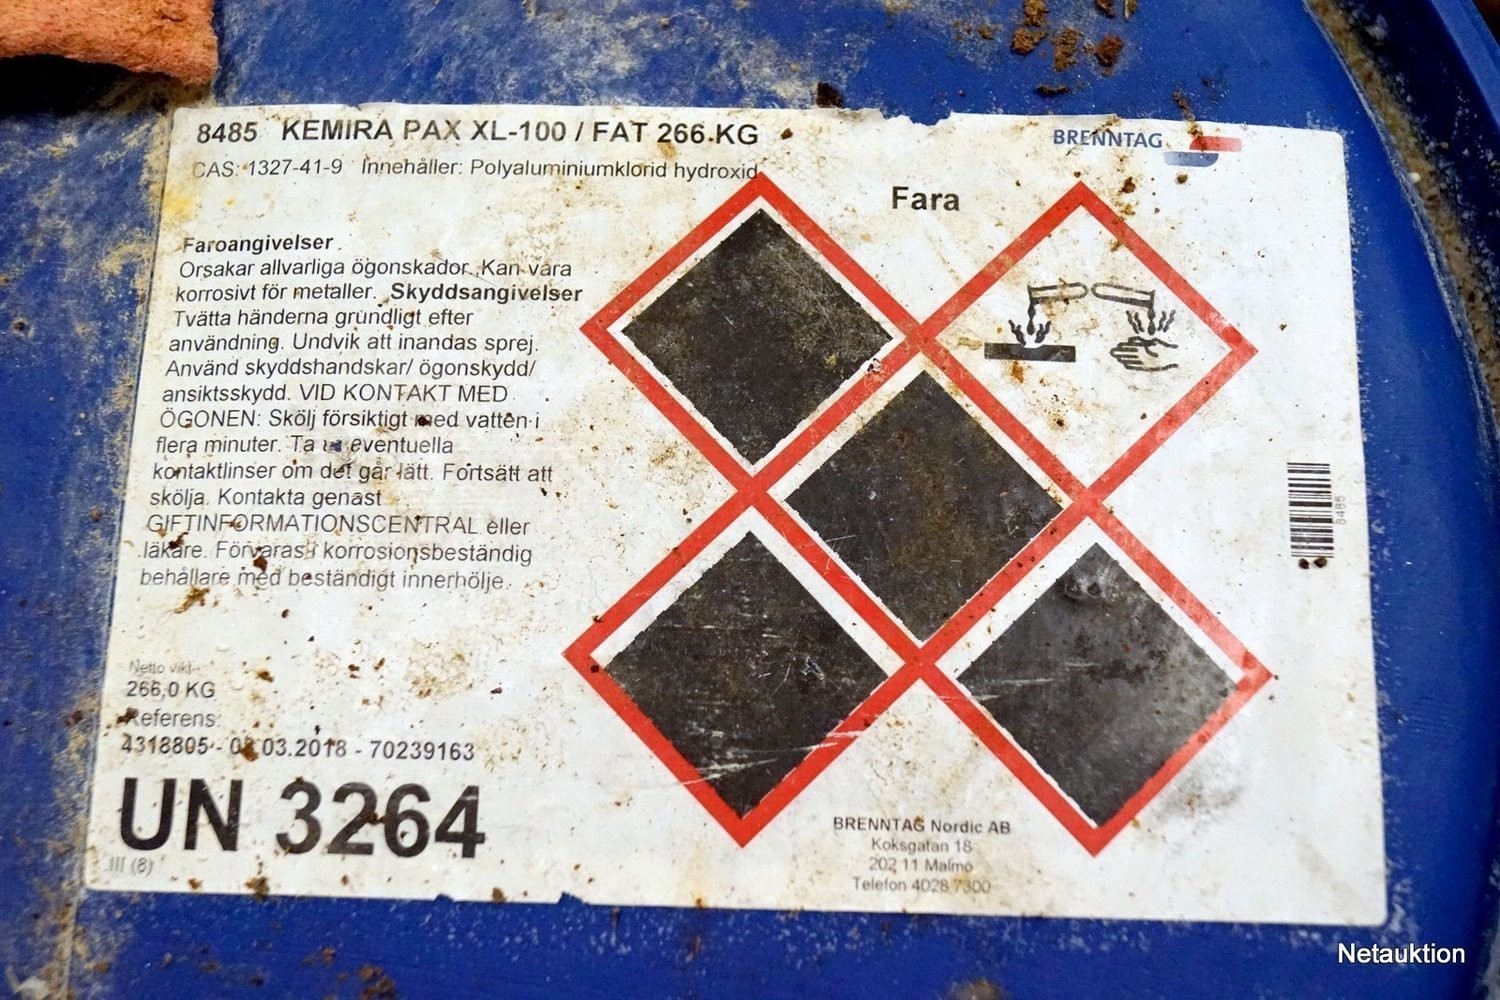 8485 KEMIRA PAX XL-100 / FAT 266 KG
BRENNTAG
CAS: 1327-41-9 Innehåller: Polyaluminiumklorid hydroxid
Fara
Faroangivelser
Orsakar allvarliga ögonskador. Kan vara
korrosivt för metaller. Skyddsangivelser
Tvätta händerna grundligt efter
användning. Undvik att inandas sprej.
Använd skyddshandskar/ ögonskydd/
ansiktsskydd. VID KONTAKT MED
ÖGONEN: Skölj försiktigt med vatten i
flera minuter. Ta eventuella
kontaktlinser om det går lätt. Fortsätt att
skölja. Kontakta genast
GIFTINFORMATIONSCENTRAL eller
läkare. Förvaras i korrosionsbeständig
behållare med beständigt innerhölje.
8485
Netto vikt
266,0 KG
Referens:
4318805 - .03.2018 - 70239163
UN 3264
III (8)
BRENNTAG Nordic AB
Koksgatan 18
202 11 Malmö
Telefon 4028 7300
Netauktion